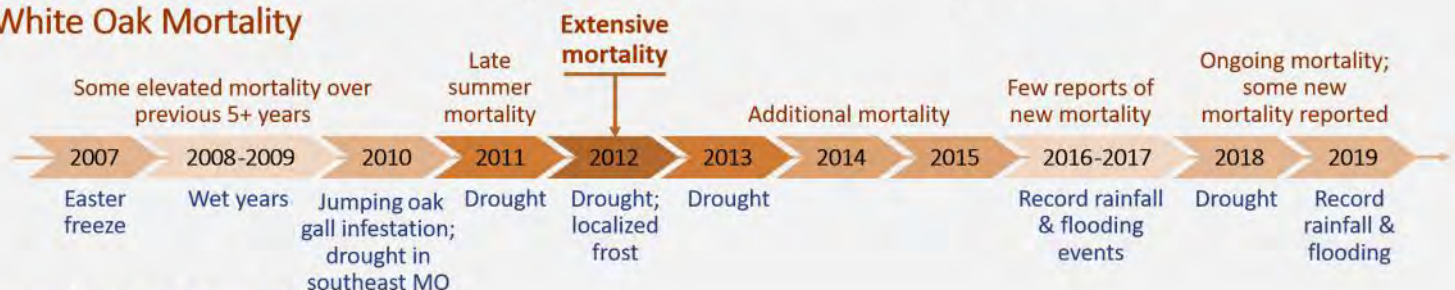 White Oak Mortality
Some elevated mortality over
previous 5+ years
Late
summer
mortality
Extensive
mortality
Additional mortality
Few reports of
new mortality
Ongoing mortality;
some new
mortality reported
2007
2008-2009
2010
2011
2012
2013
2014
2015
2016-2017
2018
2019
Easter
freeze
Wet years
Jumping oak
gall infestation;
drought in
southeast MO
Drought
Drought;
localized
frost
Drought
Record rainfall
& flooding
events
Drought
Record
rainfall &
flooding